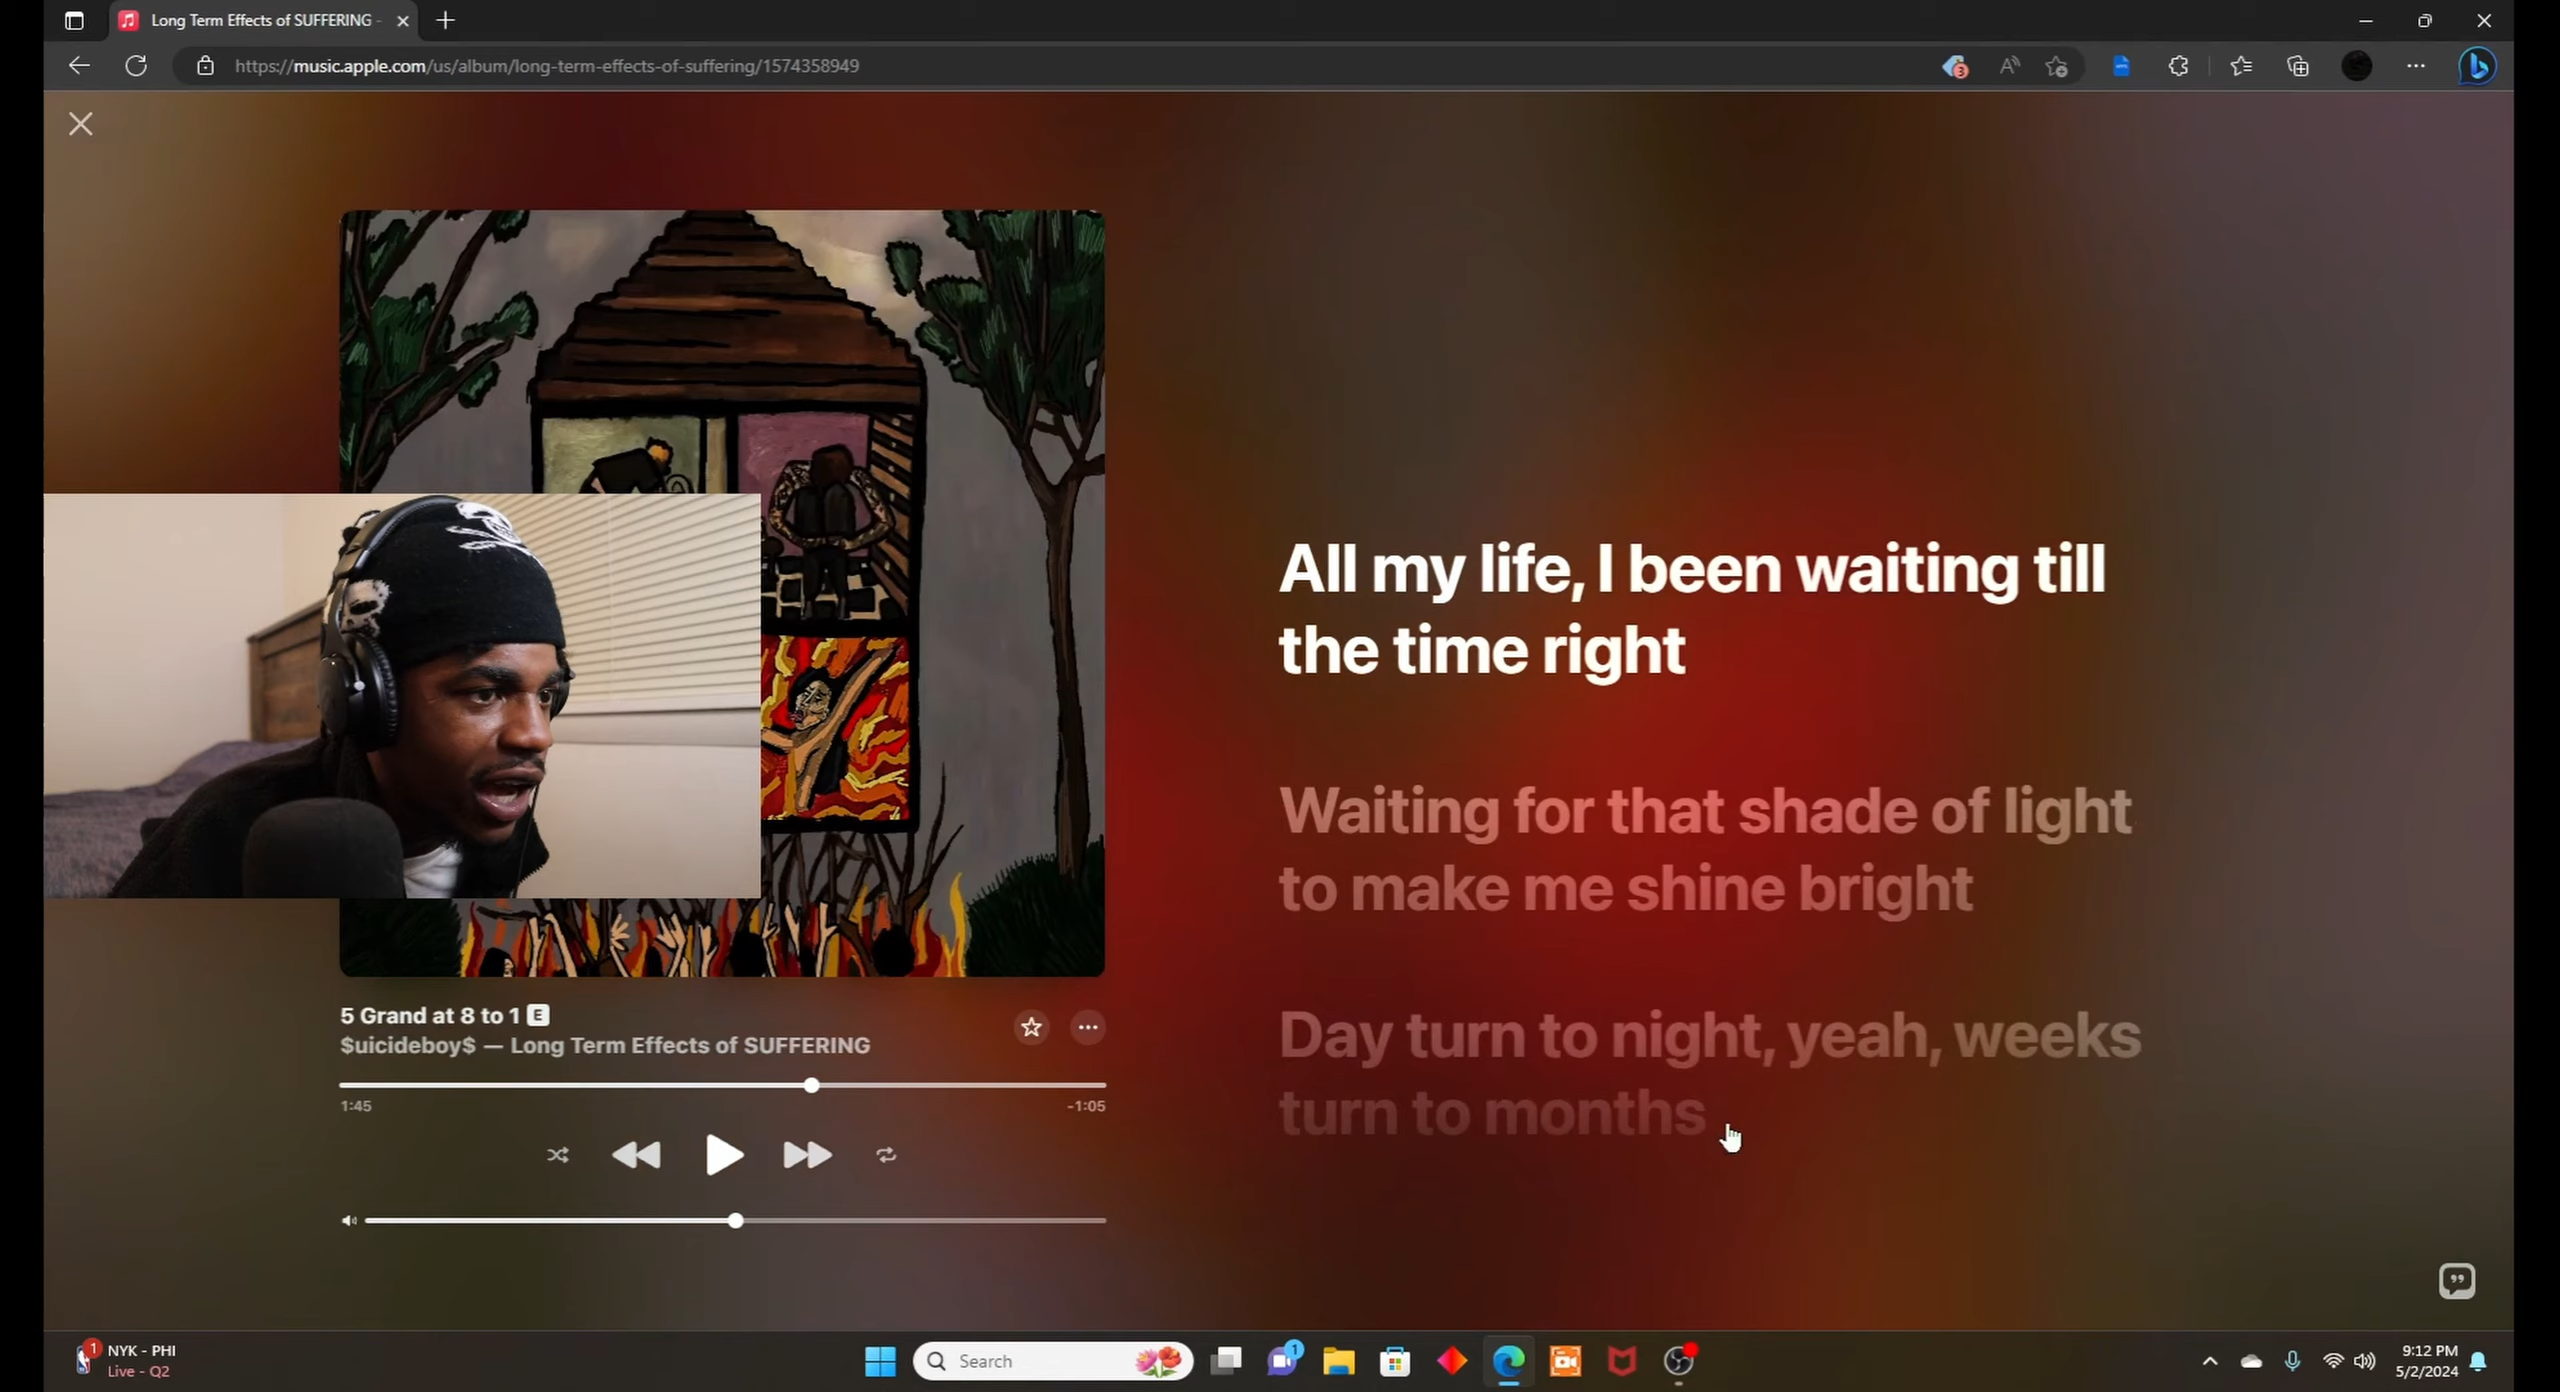 Long Term Effects of SUFFERING -
https://music.apple.com/us/album/long-term-effects-of-suffering/1574358949
3
All my life, I been waiting till
the time right
Waiting for that shade of light
to make me shine bright
Day turn to night, yeah, weeks
turn to months
5 Grand at 8 to 1 E
$uicideboy$ — Long Term Effects of SUFFERING
1:45
-1:05
1
NYK - PHI
Live - Q2
Search
1
9:12 PM
5/2/2024